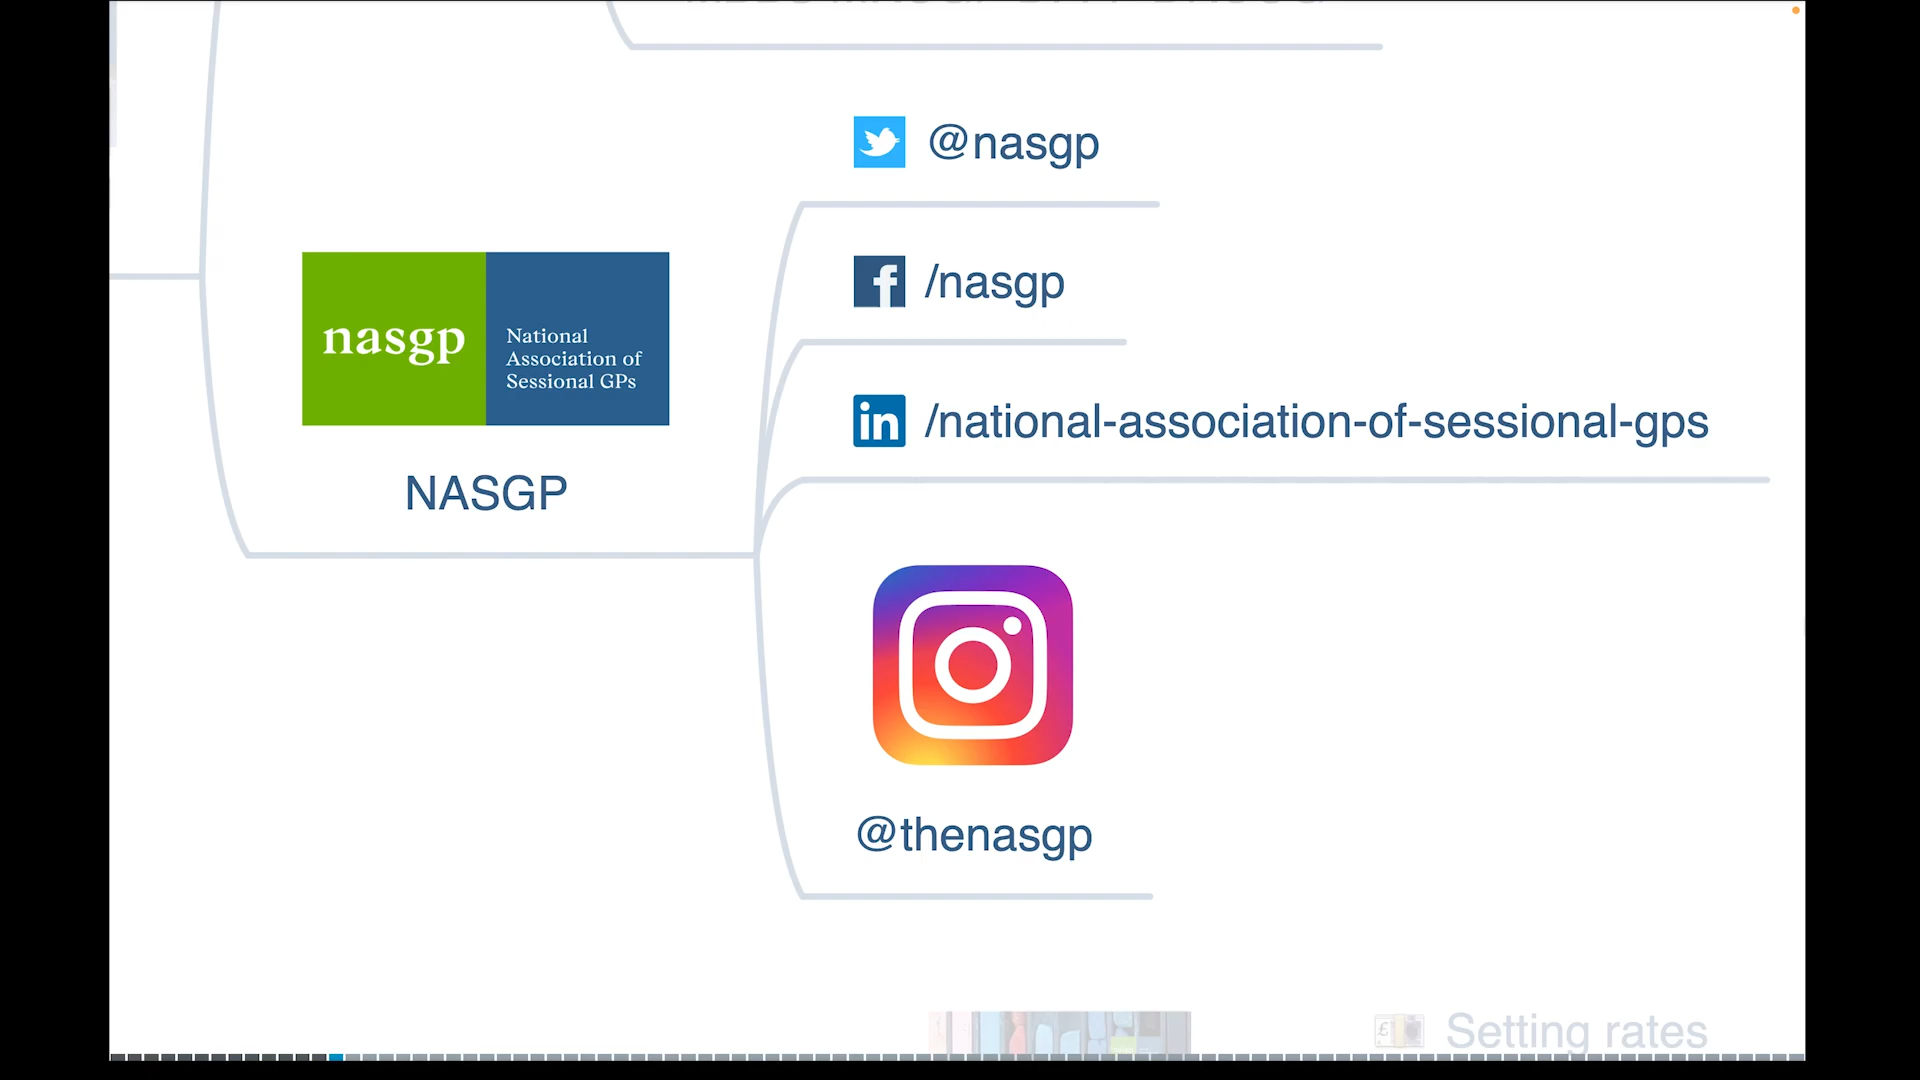 @nasgp
/nasgp
nasgp
National
Association of
Sessional GPs
/national-association-of-sessional-gps
NASGP
@thenasgp
Setting rates